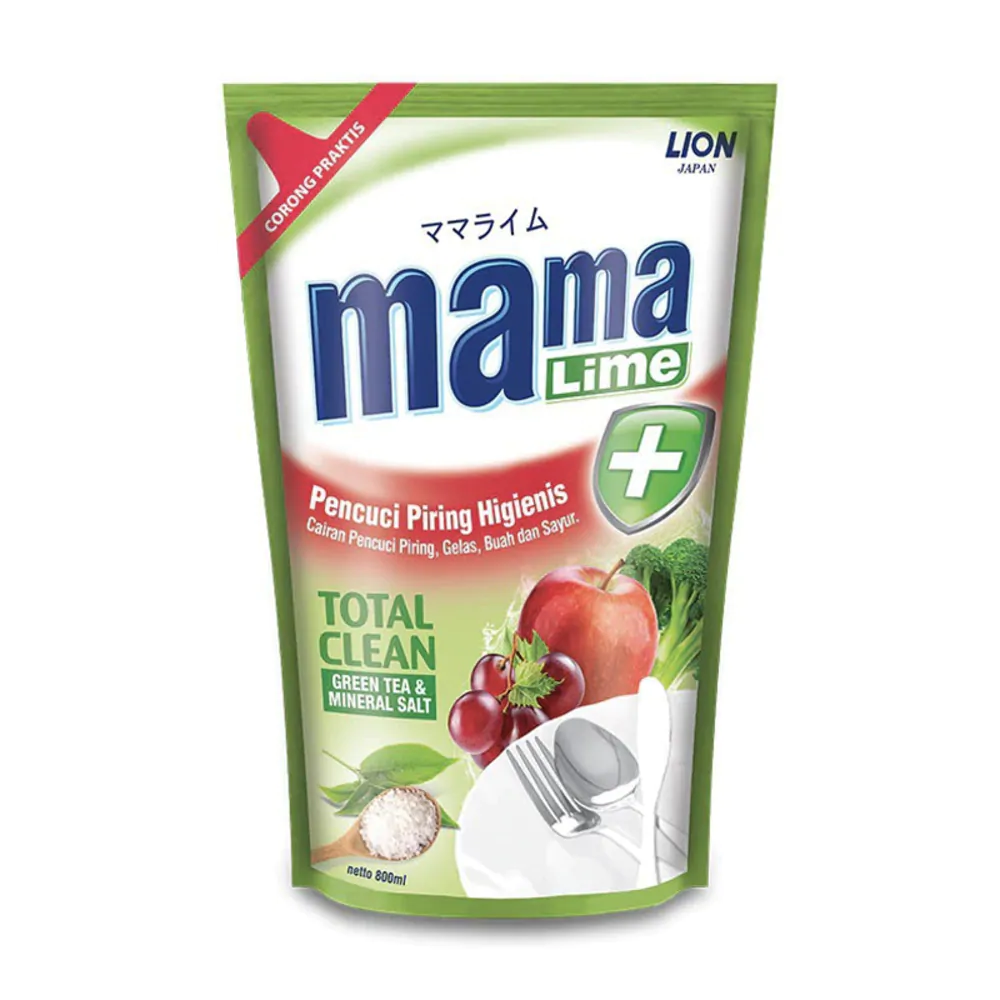 CORONG PRAKTIS
LION
JAPAN
ママライム
mama
Lime
Pencuci Piring Higienis
Cairan Pencuci Piring, Gelas, Buah dan Sayur.
TOTAL
CLEAN
GREEN TEA &
MINERAL SALT
netto 800ml